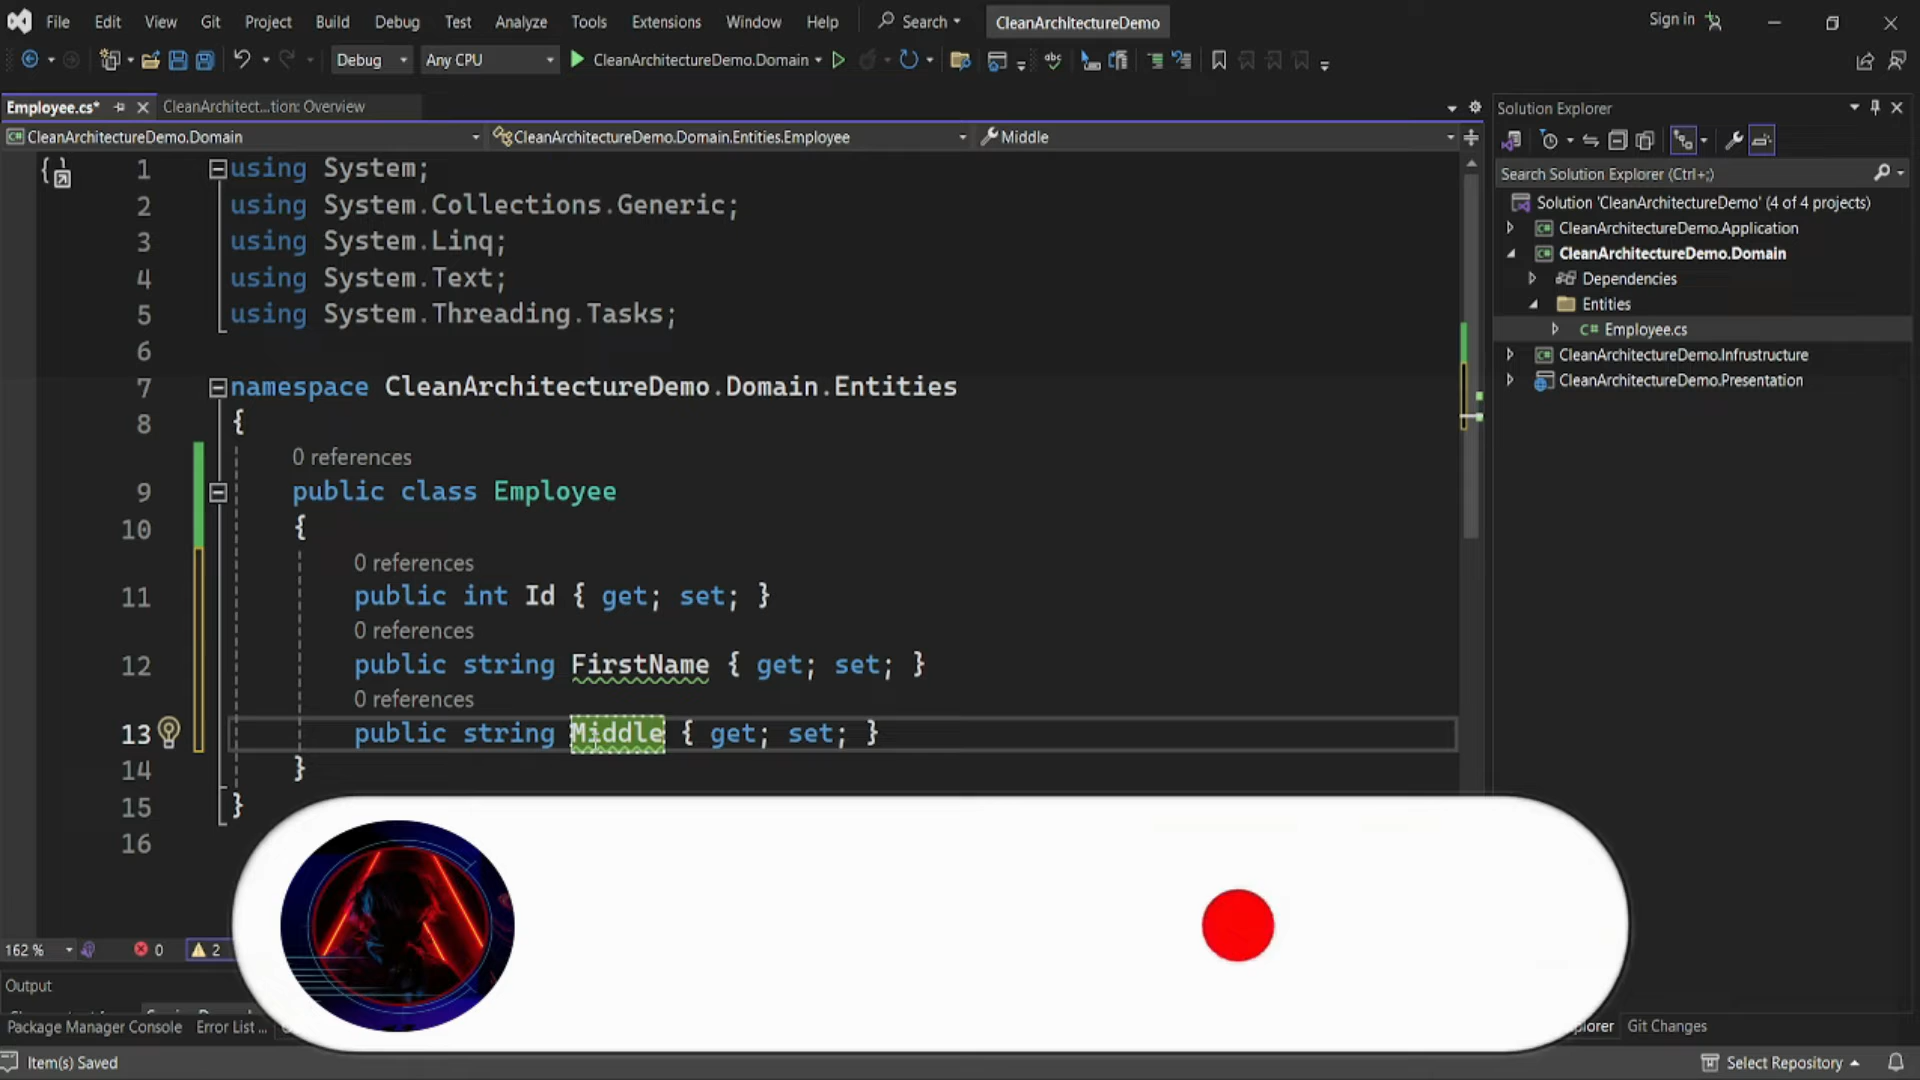 File Edit View Git Project Build Debug Test Analyze Tools Extensions Window Help Search CleanArchitectureDemo Sign in
Debug Any CPU CleanArchitectureDemo.Domain
Employee.cs* CleanArchitect...tion: Overview
CleanArchitectureDemo.Domain CleanArchitectureDemo.Domain.Entities.Employee Middle
1 using System;
2 using System.Collections.Generic;
3 using System.Linq;
4 using System.Text;
5 using System.Threading.Tasks;
6
7 namespace CleanArchitectureDemo.Domain.Entities
8 {
0 references
9 public class Employee
10 {
0 references
11 public int Id { get; set; }
0 references
12 public string FirstName { get; set; }
0 references
13 public string Middle { get; set; }
14 }
15 }
16
162 % 0 2
Output
Package Manager Console Error List ...
Item(s) Saved
Solution Explorer
Search Solution Explorer (Ctrl+;)
Solution 'CleanArchitectureDemo' (4 of 4 projects)
CleanArchitectureDemo.Application
CleanArchitectureDemo.Domain
Dependencies
Entities
C# Employee.cs
CleanArchitectureDemo.Infrustructure
CleanArchitectureDemo.Presentation
plorer Git Changes
Select Repository